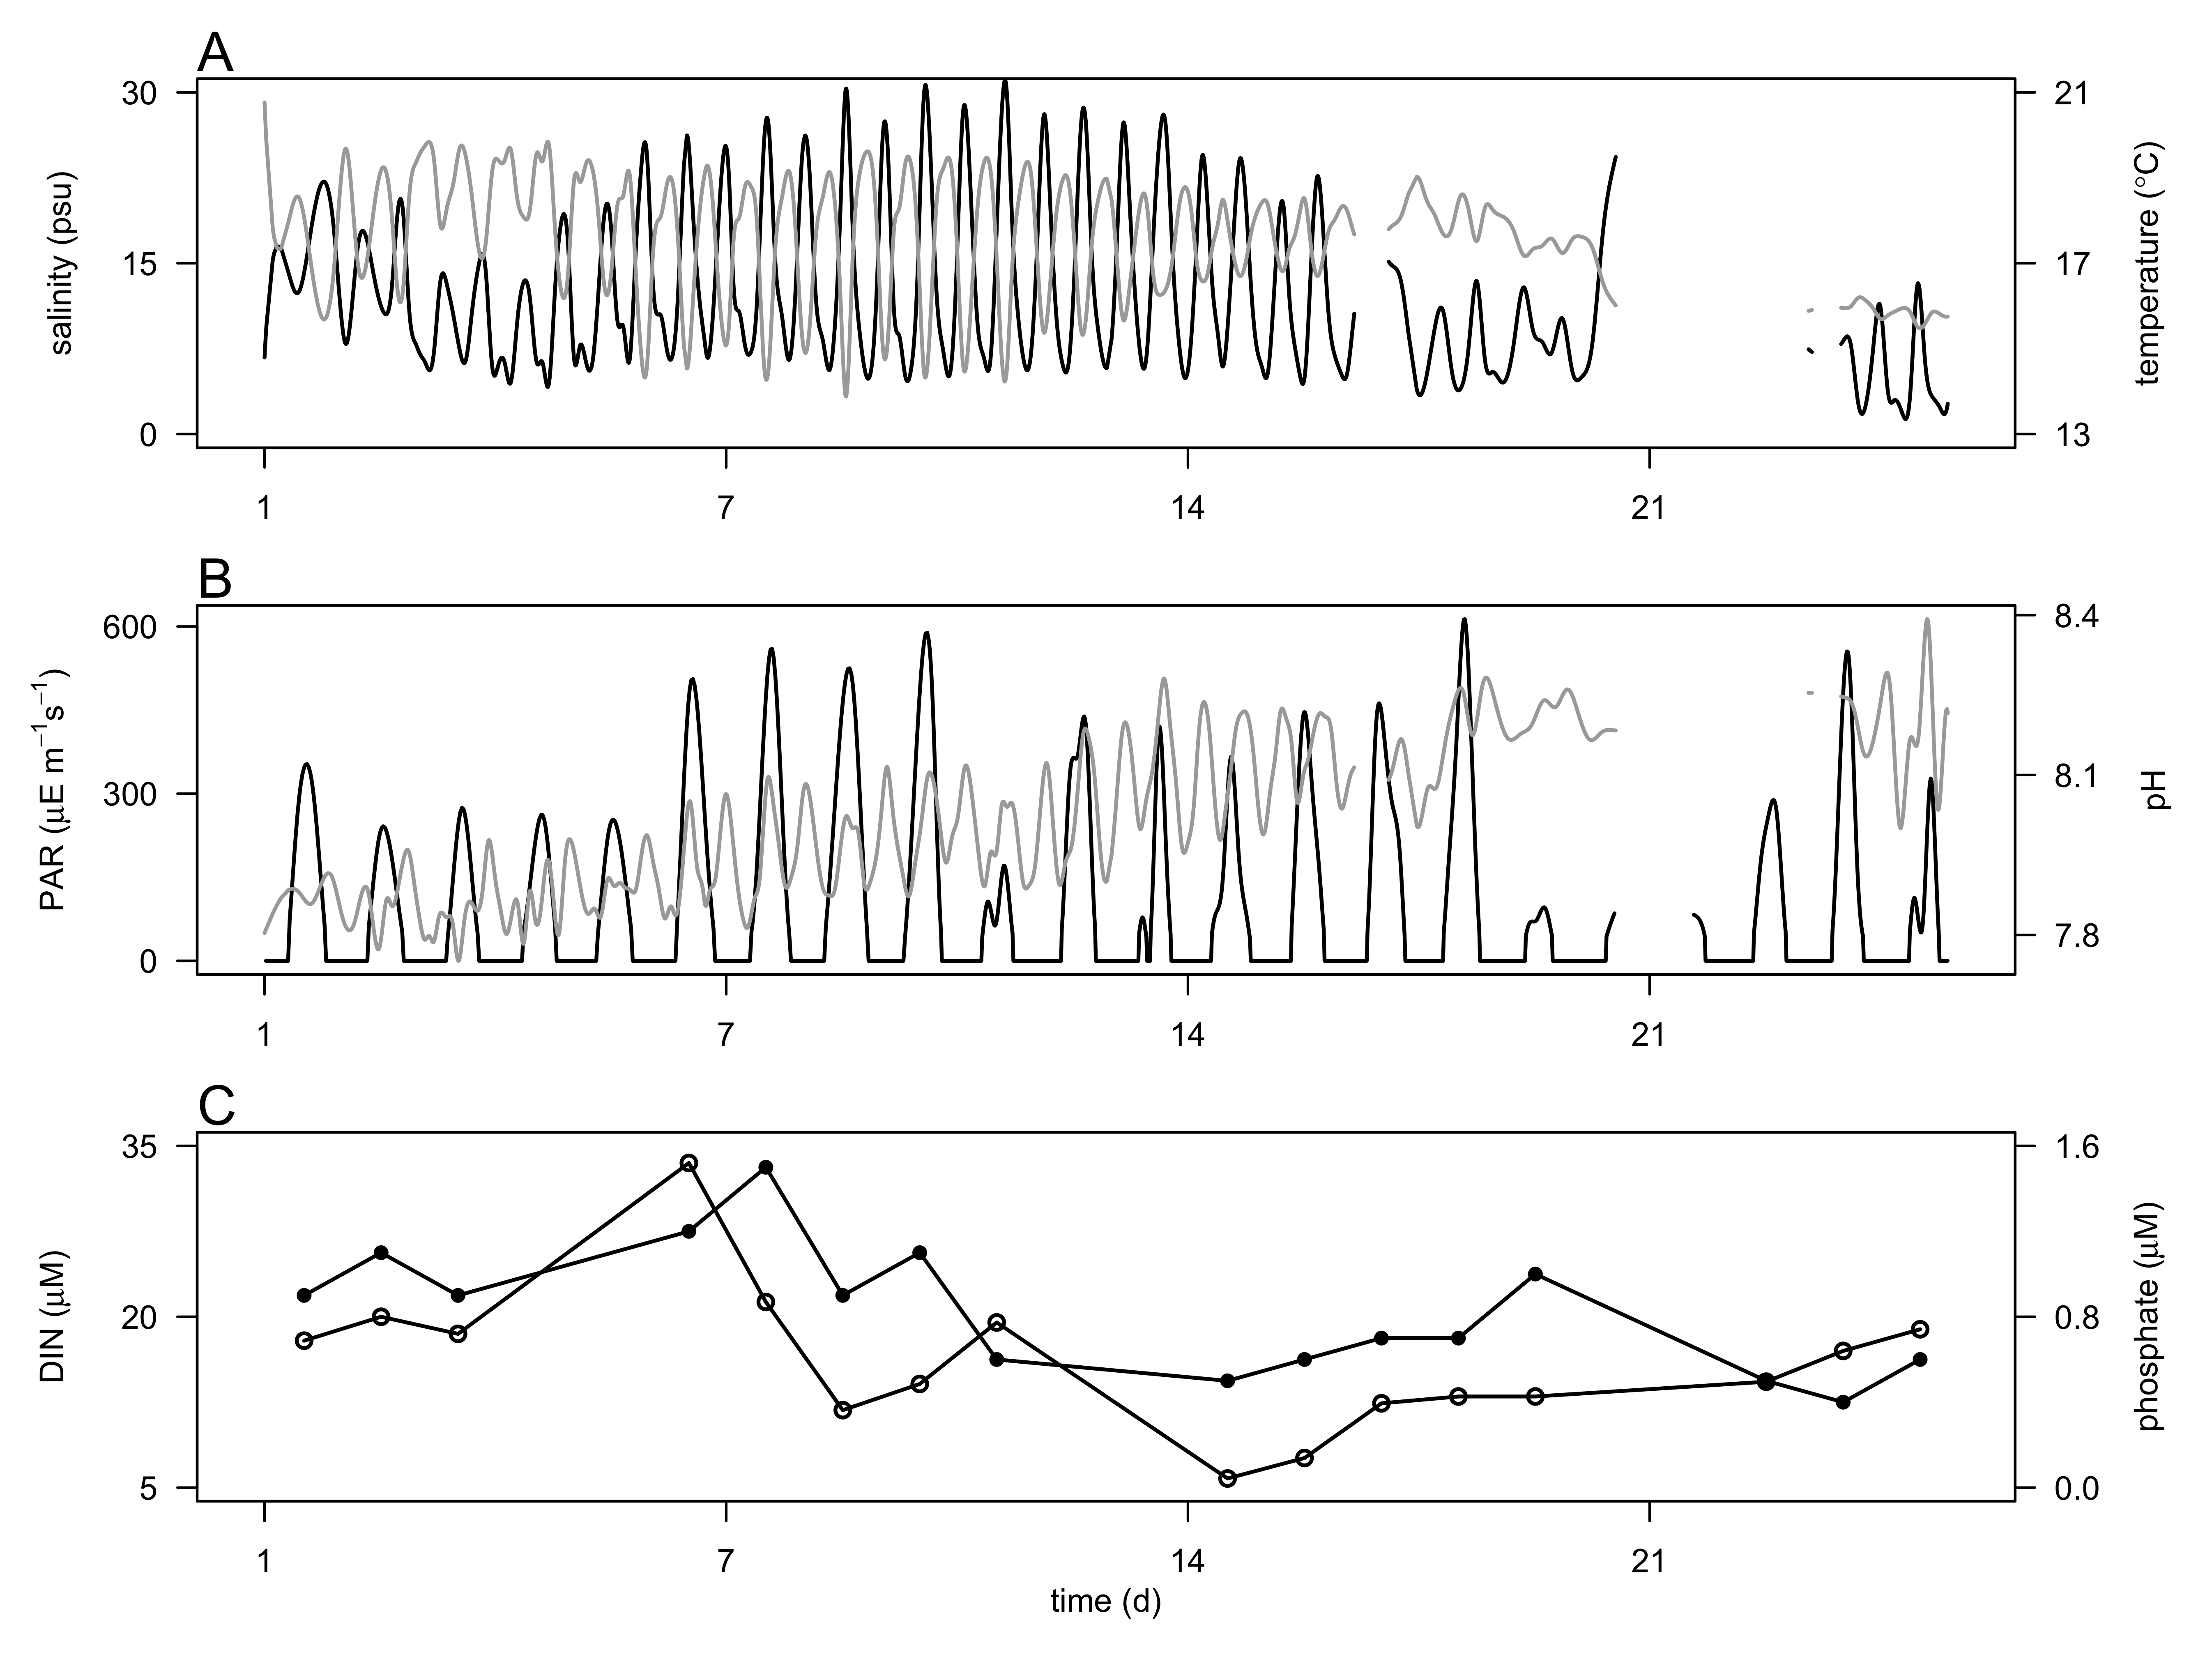 A
30
15
0
salinity (psu)
21
17
13
temperature (°C)
1 7 14 21
B
600
300
0
PAR (μE m⁻¹s⁻¹)
8.4
8.1
7.8
pH
1 7 14 21
C
35
20
5
DIN (μM)
1.6
0.8
0.0
phosphate (μM)
1 7 14 21
time (d)